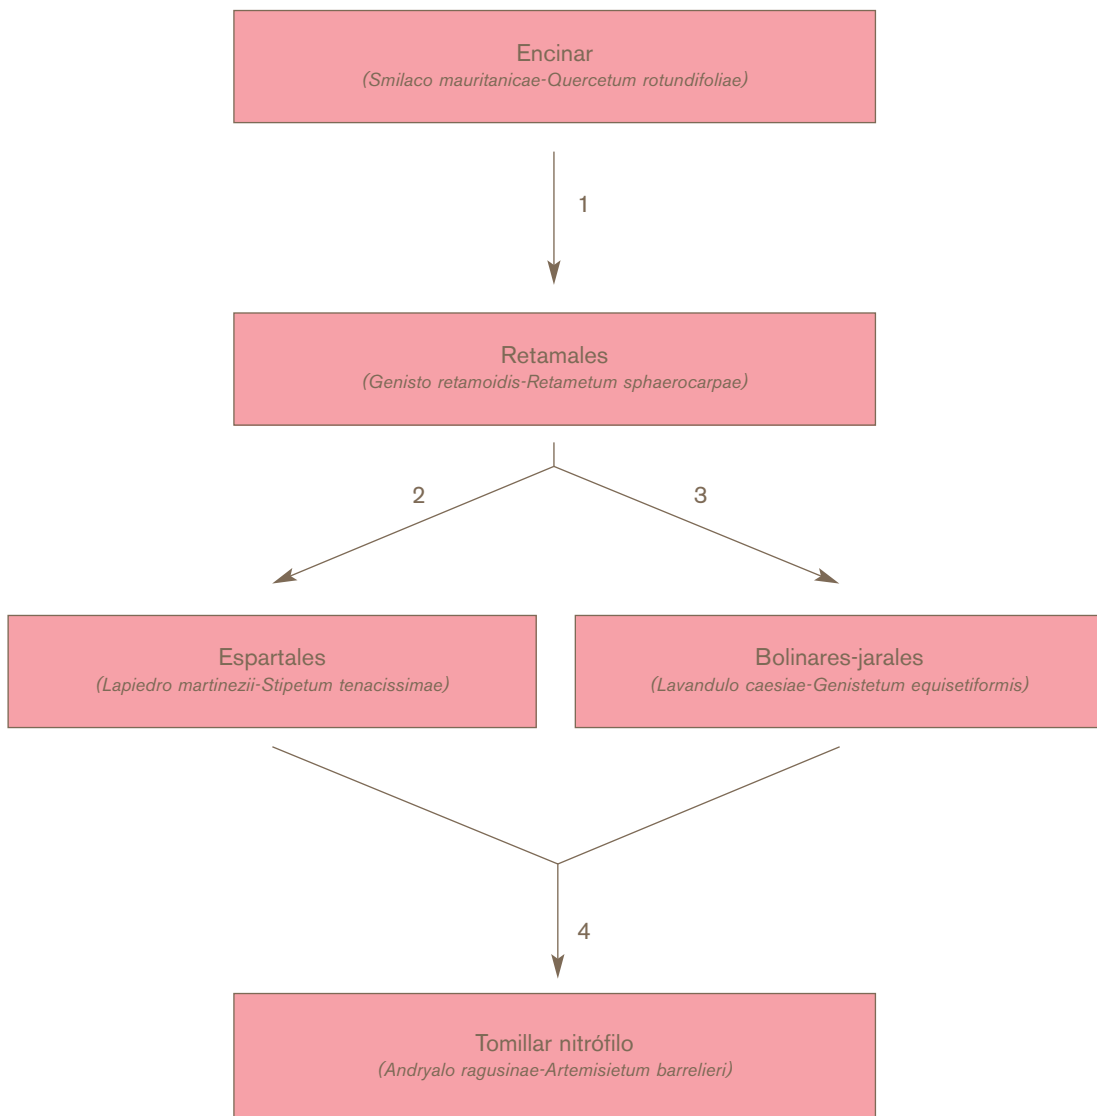 Encinar
(Smilaco mauritanicae-Quercetum rotundifoliae)
1
Retamales
(Genisto retamoidis-Retametum sphaerocarpae)
2
3
Espartales
(Lapiedro martinezii-Stipetum tenacissimae)
Bolinares-jarales
(Lavandulo caesiae-Genistetum equisetiformis)
4
Tomillar nitrófilo
(Andryalo ragusinae-Artemisietum barrelieri)